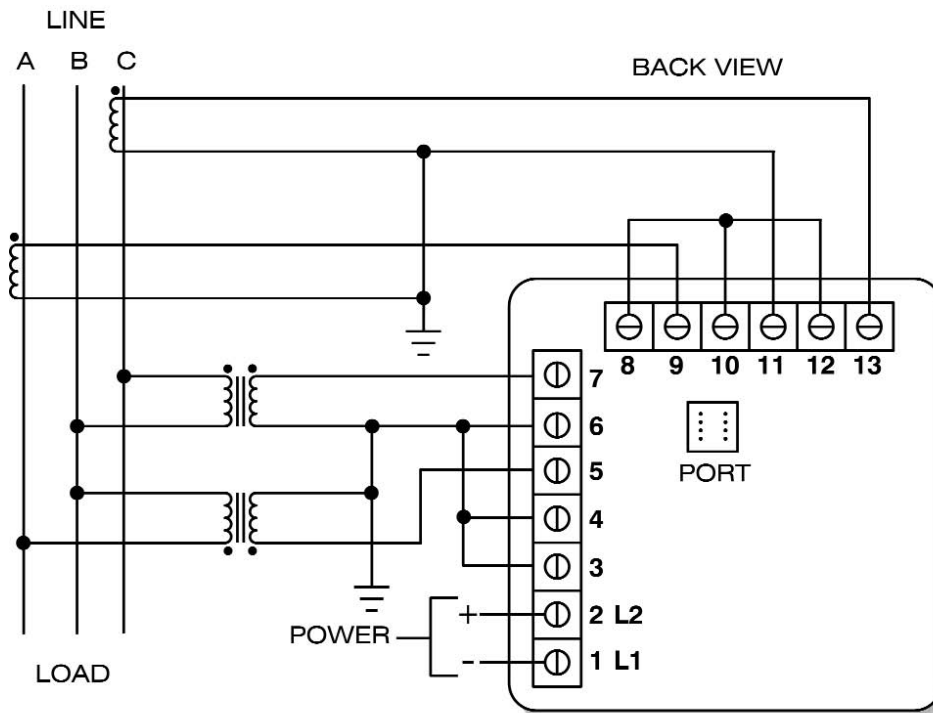 LINE
A B C
BACK VIEW
8 9 10 11 12 13
7
6
5
4
3
2 L2
1 L1
PORT
+
-
POWER
LOAD